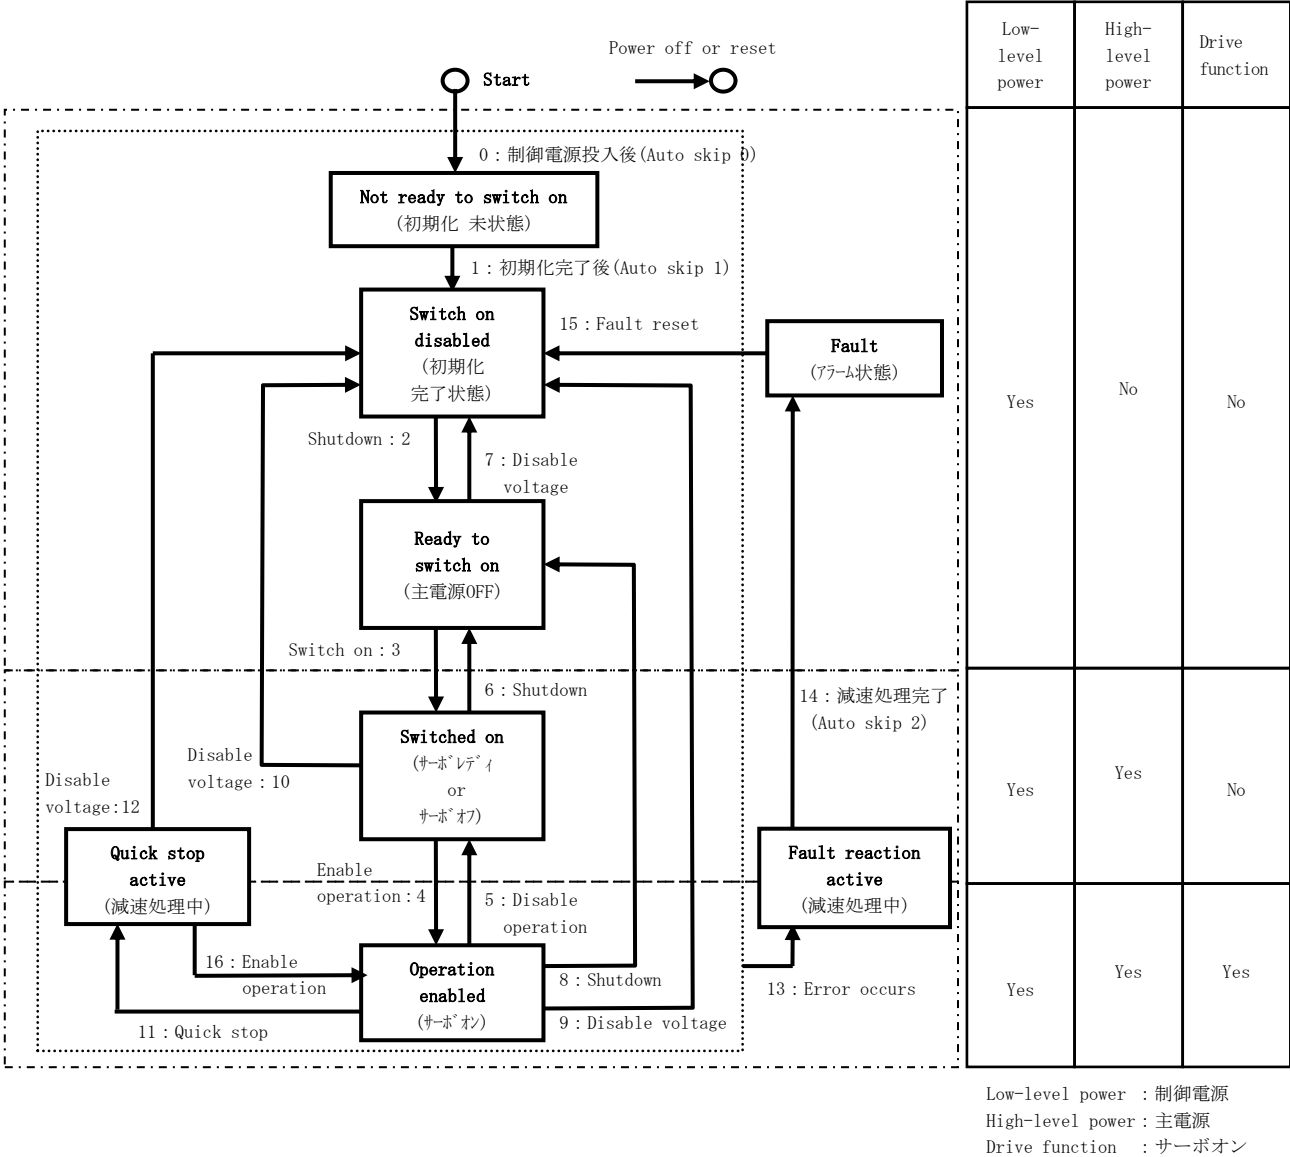 Power off or reset
Start
0：制御電源投入後(Auto skip 0)
Not ready to switch on
(初期化 未状態)
1：初期化完了後(Auto skip 1)
Switch on
disabled
(初期化
完了状態)
15：Fault reset
Fault
(ｱﾗｰﾑ状態)
Shutdown：2
7：Disable
voltage
Ready to
switch on
(主電源OFF)
Switch on：3
6：Shutdown
14：減速処理完了
(Auto skip 2)
Switched on
(ｻｰﾎﾞﾚﾃﾞｨ
or
ｻｰﾎﾞｵﾌ)
Disable
voltage：10
Disable
voltage:12
Quick stop
active
(減速処理中)
Enable
operation：4
5：Disable
operation
Fault reaction
active
(減速処理中)
16：Enable
operation
Operation
enabled
(ｻｰﾎﾞｵﾝ)
8：Shutdown
9：Disable voltage
11：Quick stop
13：Error occurs
Low-
level
power
High-
level
power
Drive
function
Yes
No
No
Yes
Yes
No
Yes
Yes
Yes
Low-level power ：制御電源
High-level power：主電源
Drive function ：サーボオン